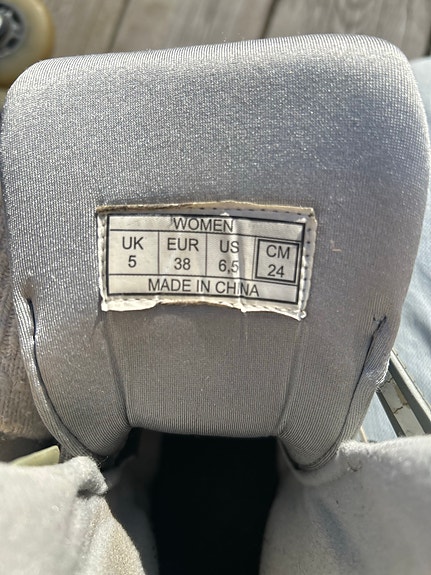 WOMEN
UK EUR US CM
5 38 6,5 24
MADE IN CHINA